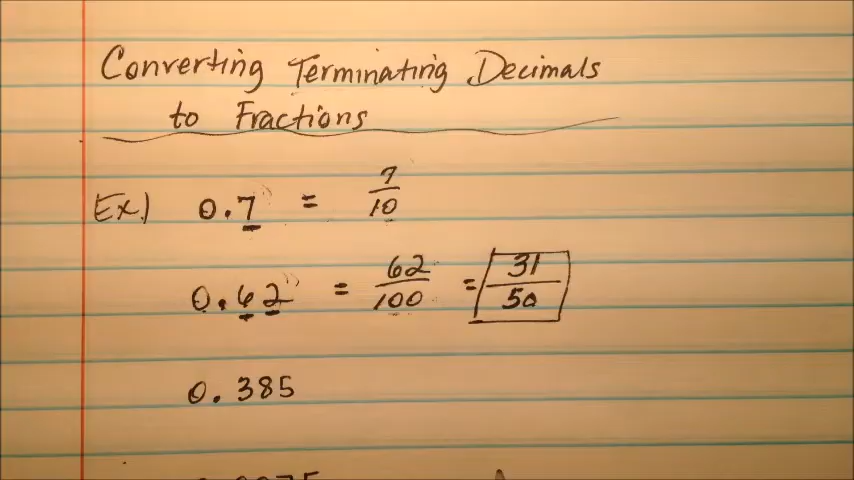 Converting Terminating Decimals
to Fractions
Ex.) 0.7 = 7/10
0.62 = 62/100 = 31/50
0.385